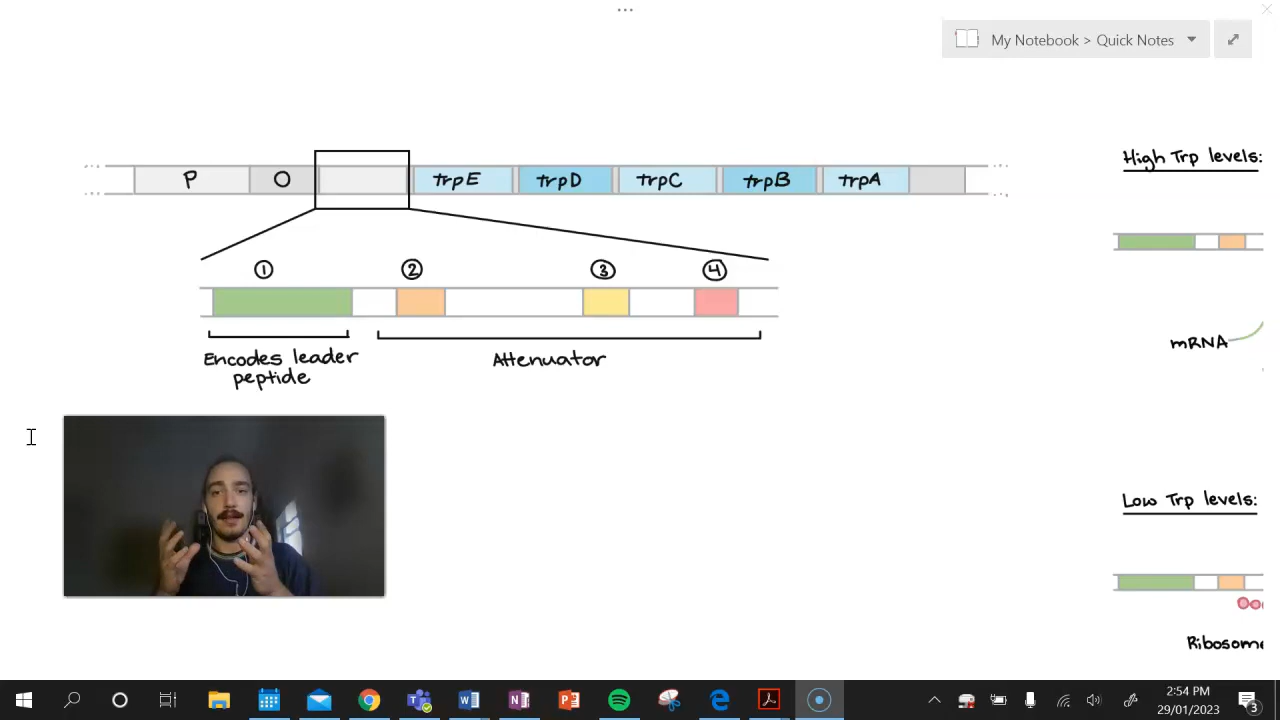 My Notebook > Quick Notes
High Trp levels:
P O trpE trpD trpC trpB trpA
① ② ③ ④
mRNA
Encodes leader
peptide
Attenuator
Low Trp levels:
Ribosome
2:54 PM
29/01/2023
3